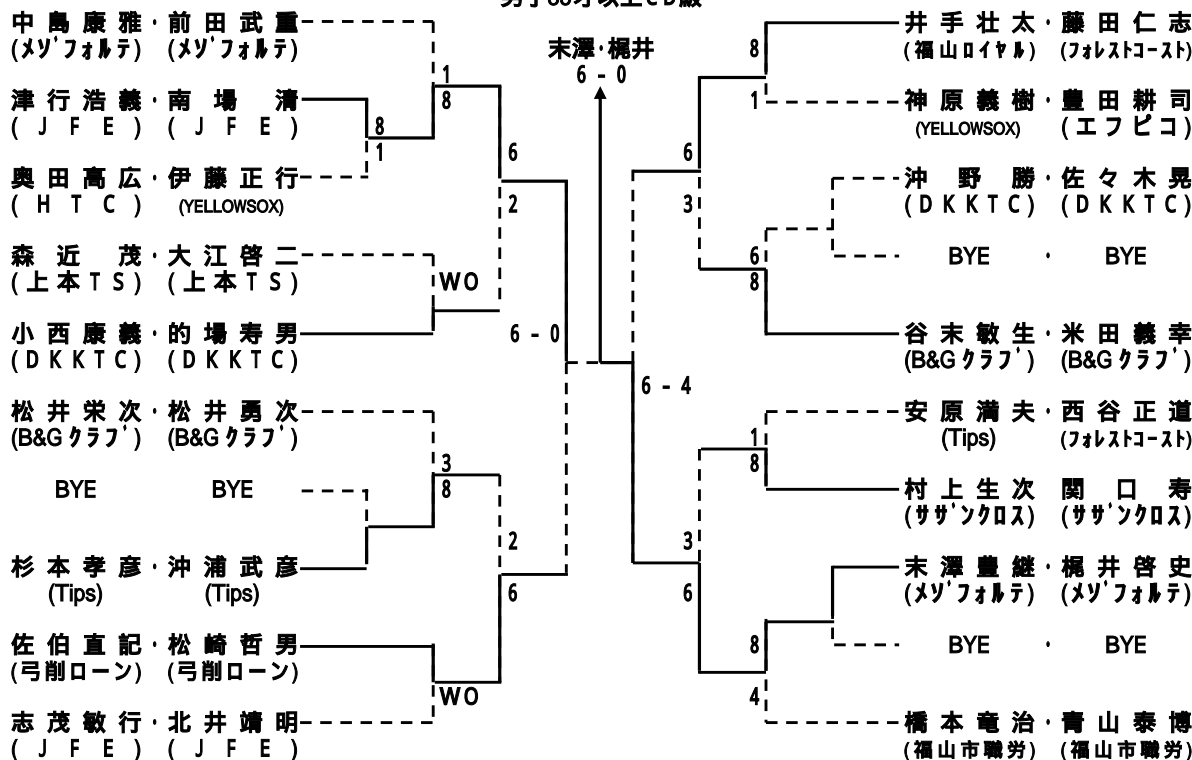 末澤・梶井
6 - 0
中島康雅・前田武重
(ﾒｿﾞﾌｫﾙﾃ) (ﾒｿﾞﾌｫﾙﾃ)
津行浩義・南場 清
(JFE) (JFE)
奥田高広・伊藤正行
(HTC) (YELLOWSOX)
森近 茂・大江啓二
(上本TS) (上本TS)
小西康義・的場寿男
(DKKTC) (DKKTC)
松井栄次・松井勇次
(B&Gｸﾗﾌﾞ) (B&Gｸﾗﾌﾞ)
BYE BYE
杉本孝彦・沖浦武彦
(Tips) (Tips)
佐伯直記・松崎哲男
(弓削ローン) (弓削ローン)
志茂敏行・北井靖明
(JFE) (JFE)
1
8
8
1
6
2
WO
6 - 0
3
8
2
6
WO
井手壮太・藤田仁志
(福山ロイヤル) (ﾌｫﾚｽﾄｺｰｽﾄ)
神原義樹・豊田耕司
(YELLOWSOX) (エフピコ)
沖野 勝・佐々木晃
(DKKTC) (DKKTC)
BYE ・ BYE
谷末敏生・米田義幸
(B&Gｸﾗﾌﾞ) (B&Gｸﾗﾌﾞ)
安原満夫・西谷正道
(Tips) (ﾌｫﾚｽﾄｺｰｽﾄ)
村上生次 関口 寿
(ｻｻﾞﾝｸﾛｽ) (ｻｻﾞﾝｸﾛｽ)
末澤豊継・梶井啓史
(ﾒｿﾞﾌｫﾙﾃ) (ﾒｿﾞﾌｫﾙﾃ)
BYE ・ BYE
橋本竜治・青山泰博
(福山市職労) (福山市職労)
8
1
6
3
6
8
6 - 4
1
8
3
6
8
4